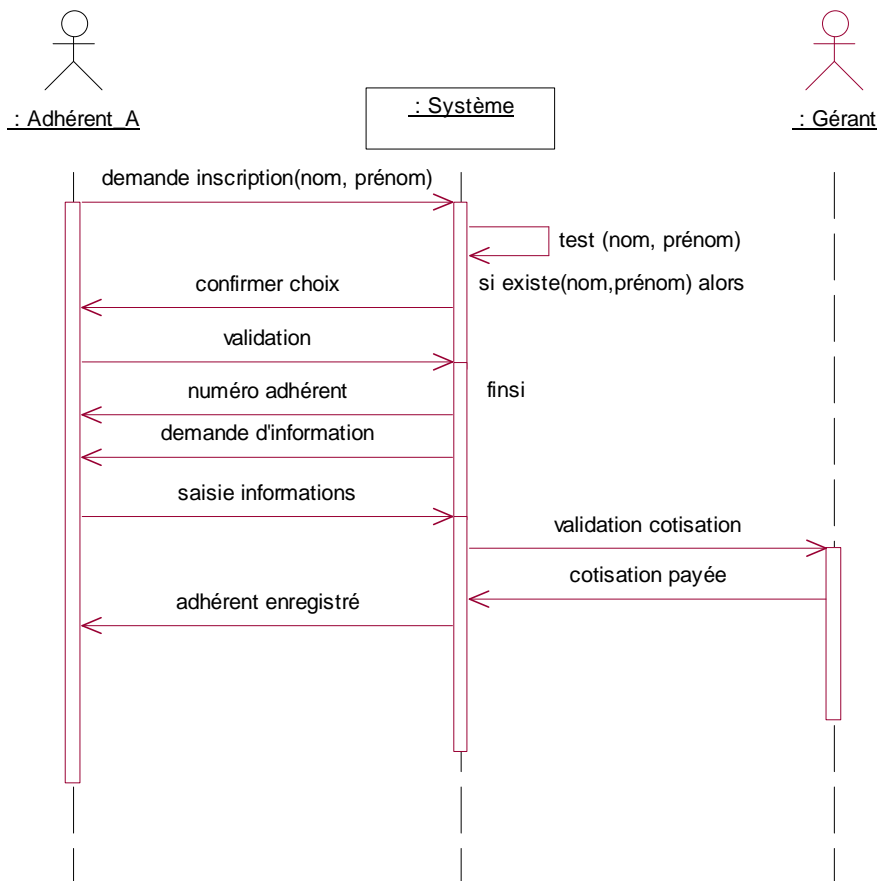 : Adhérent_A
: Système
: Gérant
demande inscription(nom, prénom)
test (nom, prénom)
si existe(nom,prénom) alors
confirmer choix
validation
finsi
numéro adhérent
demande d'information
saisie informations
validation cotisation
cotisation payée
adhérent enregistré